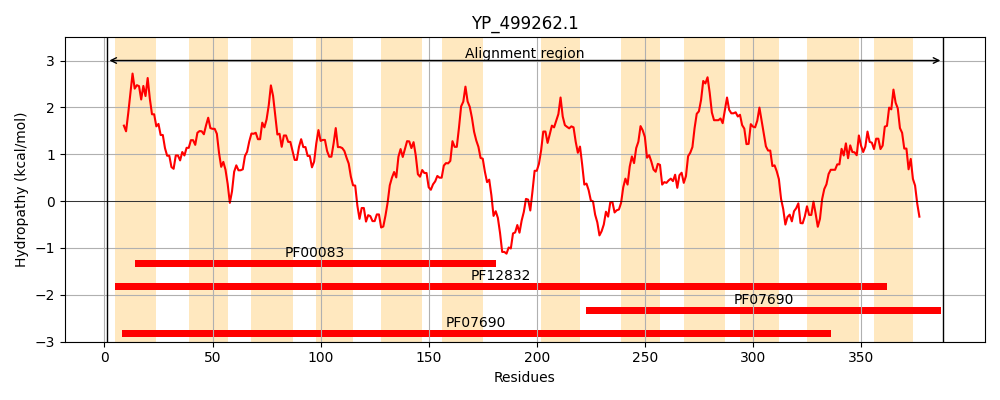 YP_499262.1
Hydropathy (kcal/mol)
3
2
1
0
−1
−2
−3
Alignment region
PF00083
PF12832
PF07690
PF07690
0 50 100 150 200 250 300 350
Residues